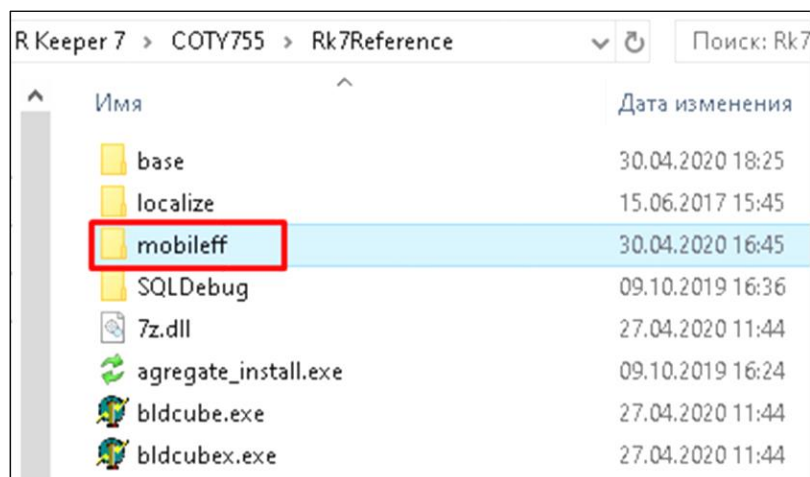 R Keeper 7 > COTY755 > Rk7Reference Поиск: Rk7
Имя Дата изменения
base 30.04.2020 18:25
localize 15.06.2017 15:45
mobileff 30.04.2020 16:45
SQLDebug 09.10.2019 16:36
7z.dll 27.04.2020 11:44
agregate_install.exe 09.10.2019 16:24
bldcube.exe 27.04.2020 11:44
bldcubex.exe 27.04.2020 11:44